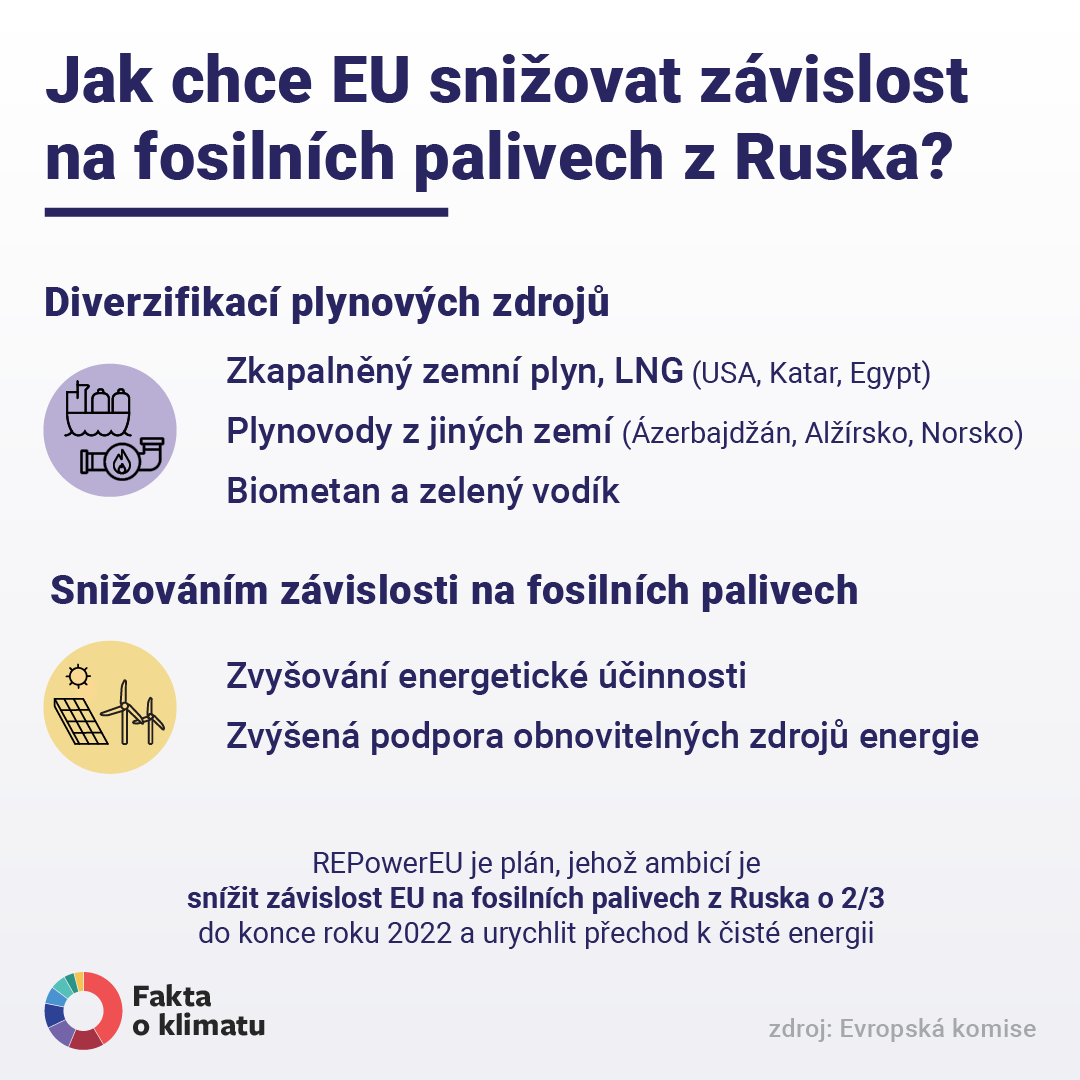 Jak chce EU snižovat závislost
na fosilních palivech z Ruska?
Diverzifikací plynových zdrojů
Zkapalněný zemní plyn, LNG (USA, Katar, Egypt)
Plynovody z jiných zemí (Ázerbajdžán, Alžírsko, Norsko)
Biometan a zelený vodík
Snižováním závislosti na fosilních palivech
Zvyšování energetické účinnosti
Zvýšená podpora obnovitelných zdrojů energie
REPowerEU je plán, jehož ambicí je
snížit závislost EU na fosilních palivech z Ruska o 2/3
do konce roku 2022 a urychlit přechod k čisté energii
Fakta
o klimatu
zdroj: Evropská komise